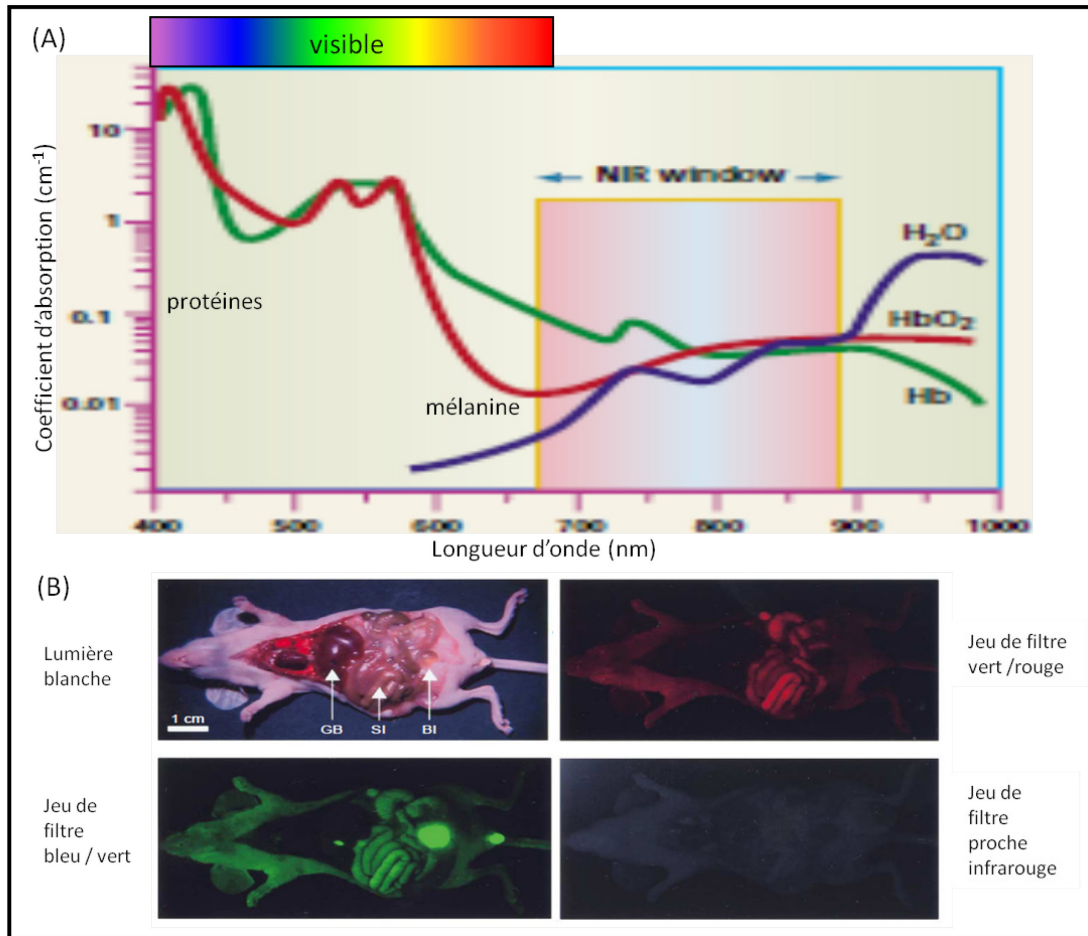 (A)
visible
Coefficient d'absorption (cm⁻¹)
10
1
0.1
0.01
protéines
mélanine
NIR window
H₂O
HbO₂
Hb
400 500 600 700 800 900 1000
Longueur d'onde (nm)
(B)
Lumière
blanche
1 cm
GB SI BI
Jeu de filtre
vert /rouge
Jeu de
filtre
bleu / vert
Jeu de
filtre
proche
infrarouge